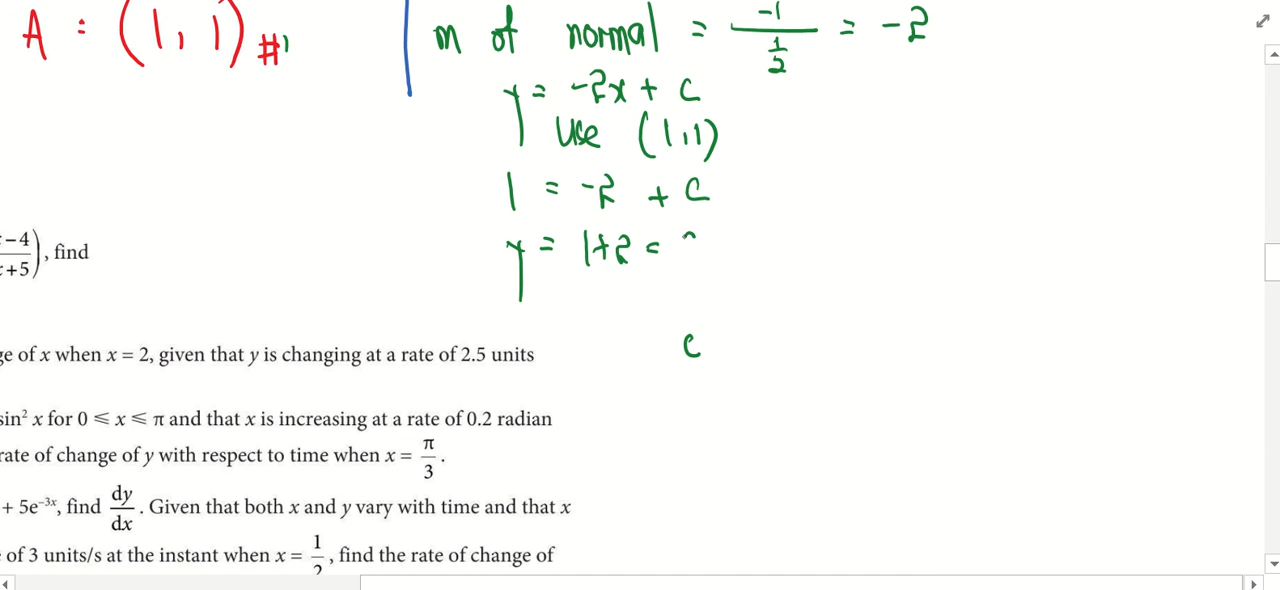 A : (1, 1) #1
m of normal = -1 / 1/2 = -2
y = -2x + c
Use (1,1)
1 = -2 + c
y = 1+2 =
c
-4 / +5), find
ge of x when x = 2, given that y is changing at a rate of 2.5 units
sin² x for 0 ⩽ x ⩽ π and that x is increasing at a rate of 0.2 radian
rate of change of y with respect to time when x = π/3.
+ 5e⁻³ˣ, find dy/dx. Given that both x and y vary with time and that x
of 3 units/s at the instant when x = 1/2, find the rate of change of